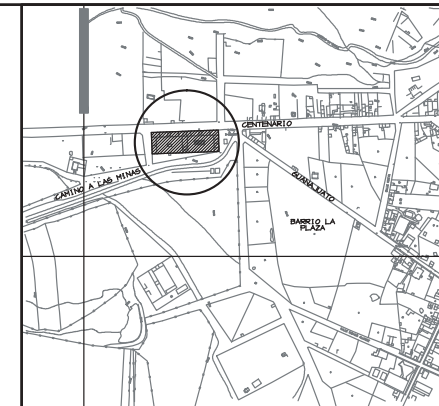 CENTENARIO
CAMINO A LAS MINAS
GUANAJUATO
BARRIO LA
PLAZA